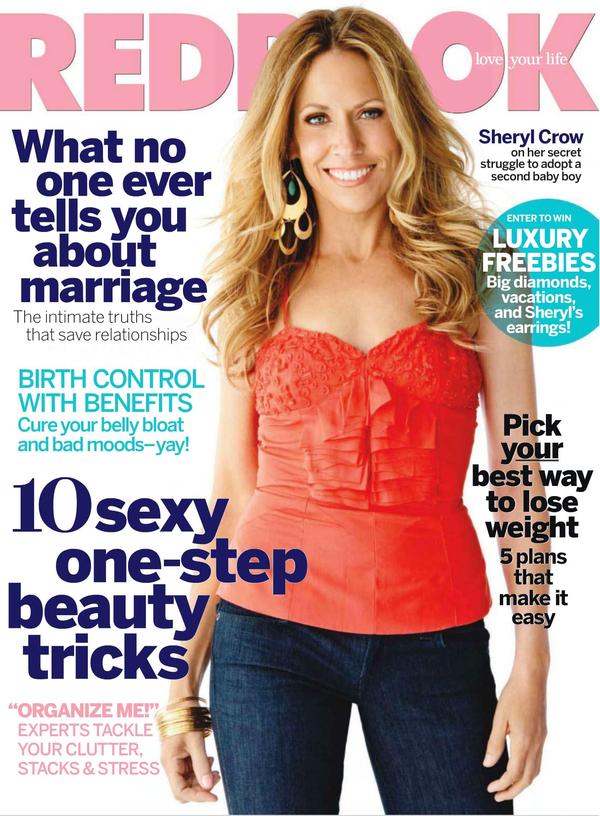 REDBOOK
love your life
What no
one ever
tells you
about
marriage
The intimate truths
that save relationships
BIRTH CONTROL
WITH BENEFITS
Cure your belly bloat
and bad moods–yay!
10 sexy
one-step
beauty
tricks
“ORGANIZE ME!”
EXPERTS TACKLE
YOUR CLUTTER,
STACKS & STRESS
Sheryl Crow
on her secret
struggle to adopt a
second baby boy
ENTER TO WIN
LUXURY
FREEBIES
Big diamonds,
vacations,
and Sheryl's
earrings!
Pick
your
best way
to lose
weight
5 plans
that
make it
easy